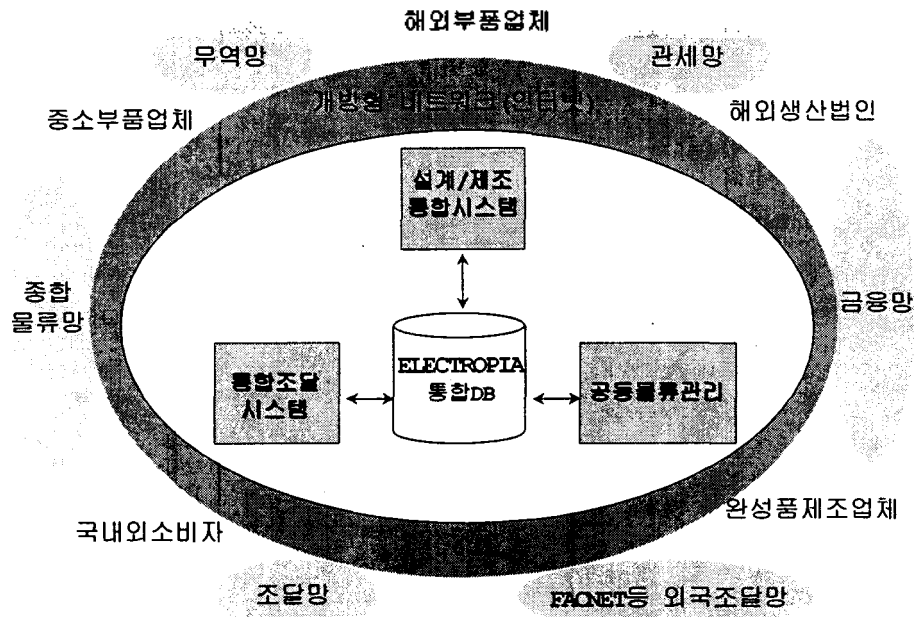 해외부품업체
무역망
관세망
개방형 네트워크(인터넷)
중소부품업체
해외생산법인
설계/제조
통합시스템
종합
물류망
금융망
ELECTROPIA
통합DB
통합조달
시스템
공동물류관리
국내외소비자
완성품제조업체
조달망
FACNET등 외국조달망